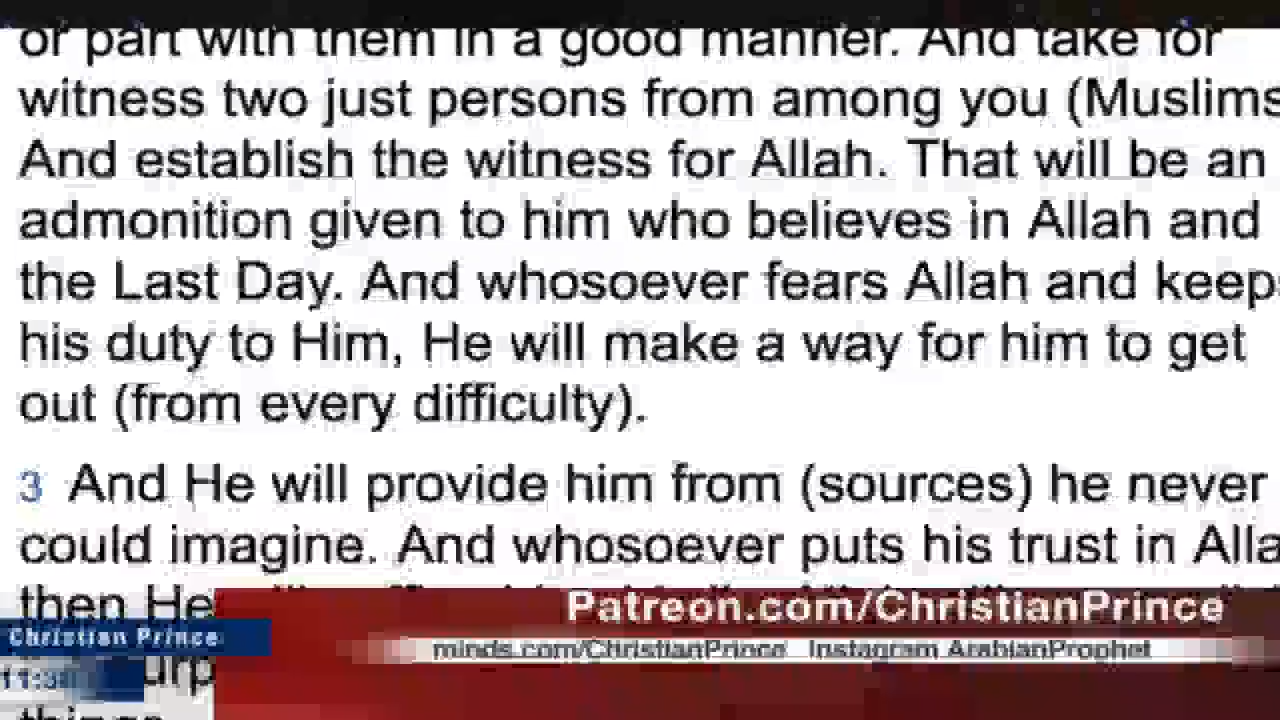 or part with them in a good manner. And take for
witness two just persons from among you (Muslims
And establish the witness for Allah. That will be an
admonition given to him who believes in Allah and
the Last Day. And whosoever fears Allah and keeps
his duty to Him, He will make a way for him to get
out (from every difficulty).
3 And He will provide him from (sources) he never
could imagine. And whosoever puts his trust in Alla
then He
Patreon.com/ChristianPrince
Christian Prince
minds.com/ChristianPrince Instagram ArabianProphet